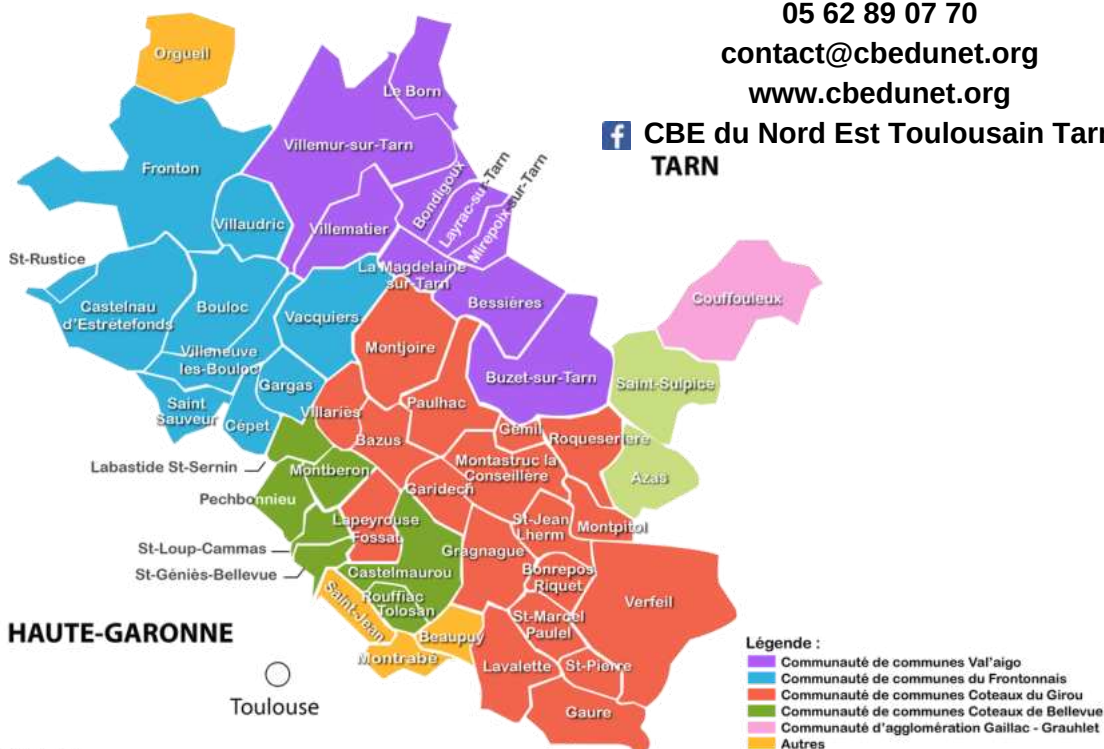 05 62 89 07 70
contact@cbedunet.org
www.cbedunet.org
CBE du Nord Est Toulousain Tarn
TARN
Orgueil
Le Born
Villemur-sur-Tarn
Fronton
Bondigoux
Layrac-sur-Tarn
Mirepoix-sur-Tarn
Villaudric
Villematier
St-Rustice
La Magdelaine
sur-Tarn
Castelnau
d'Estrétefonds
Bouloc
Vacquiers
Bessières
Couffouleux
Villeneuve
les-Bouloc
Montjoire
Gargas
Buzet-sur-Tarn
Saint-Sulpice
Saint
Sauveur
Cépet
Villariès
Paulhac
Bazus
Gémil
Roqueseriere
Labastide St-Sernin
Montberon
Montastruc la
Conseillère
Azas
Pechbonnieu
Garidech
Lapeyrouse
Fossat
St-Jean
Lherm
Montpitol
St-Loup-Cammas
Gragnague
St-Géniès-Bellevue
Castelmaurou
Bonrepos
Riquet
Rouffiac
Tolosan
Verfeil
Saint-Jean
St-Marcel
Paulel
HAUTE-GARONNE
Beaupuy
Montrabé
Lavalette
St-Pierre
Toulouse
Gaure
Légende :
Communauté de communes Val'aigo
Communauté de communes du Frontonnais
Communauté de communes Coteaux du Girou
Communauté de communes Coteaux de Bellevue
Communauté d'agglomération Gaillac - Grauhlet
Autres